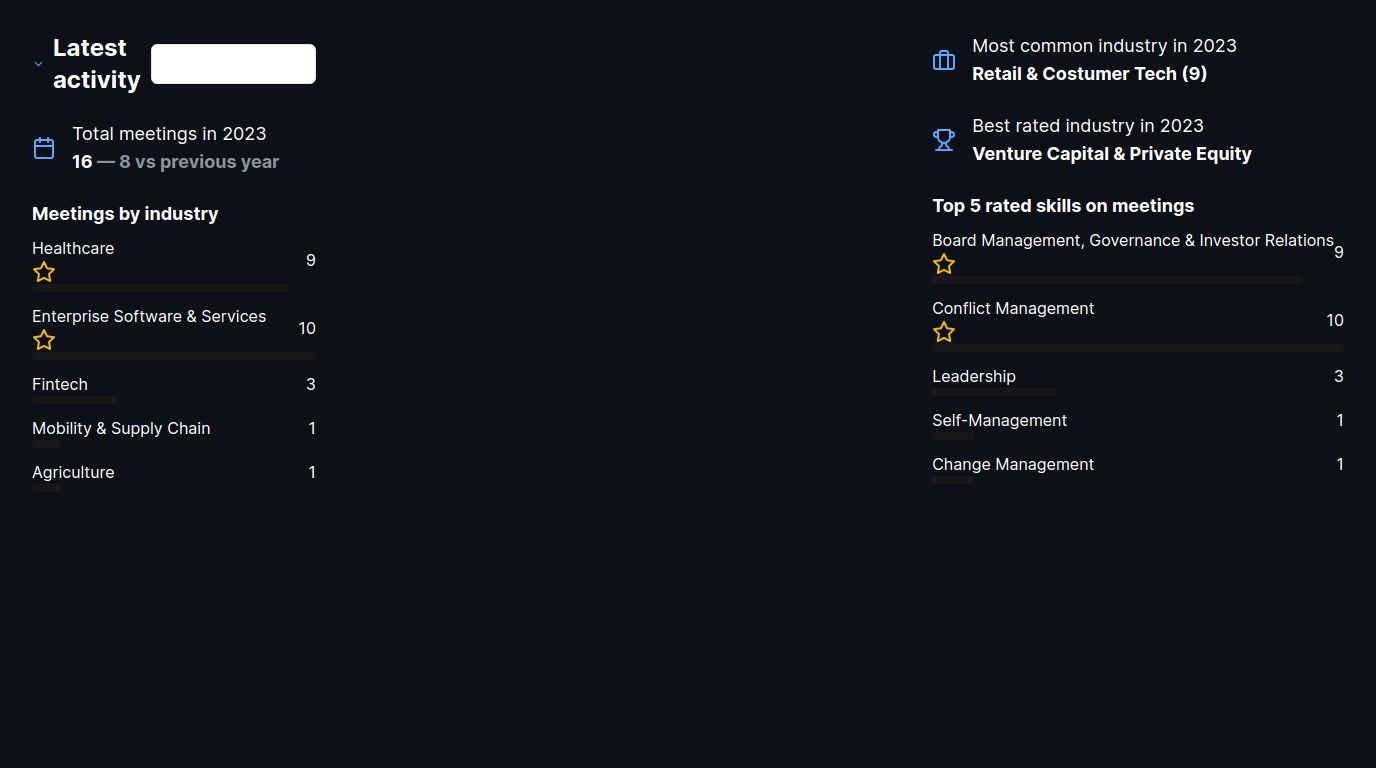 Latest
activity
Total meetings in 2023
16 — 8 vs previous year
Meetings by industry
Healthcare
9
Enterprise Software & Services
10
Fintech 3
Mobility & Supply Chain 1
Agriculture 1
Most common industry in 2023
Retail & Costumer Tech (9)
Best rated industry in 2023
Venture Capital & Private Equity
Top 5 rated skills on meetings
Board Management, Governance & Investor Relations
9
Conflict Management
10
Leadership 3
Self-Management 1
Change Management 1